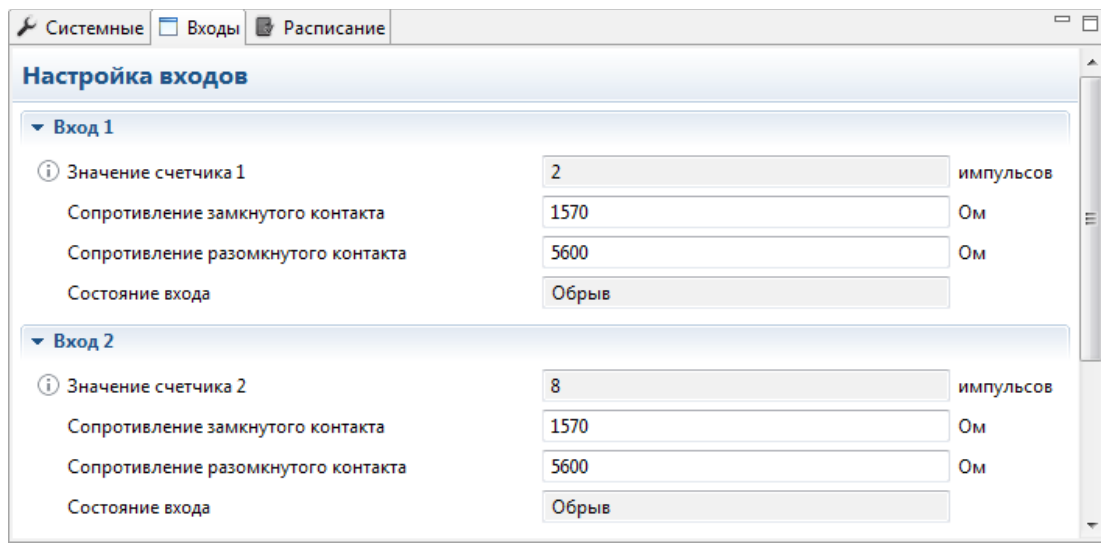 Системные Входы Расписание
Настройка входов
Вход 1
Значение счетчика 1 2 импульсов
Сопротивление замкнутого контакта 1570 Ом
Сопротивление разомкнутого контакта 5600 Ом
Состояние входа Обрыв
Вход 2
Значение счетчика 2 8 импульсов
Сопротивление замкнутого контакта 1570 Ом
Сопротивление разомкнутого контакта 5600 Ом
Состояние входа Обрыв